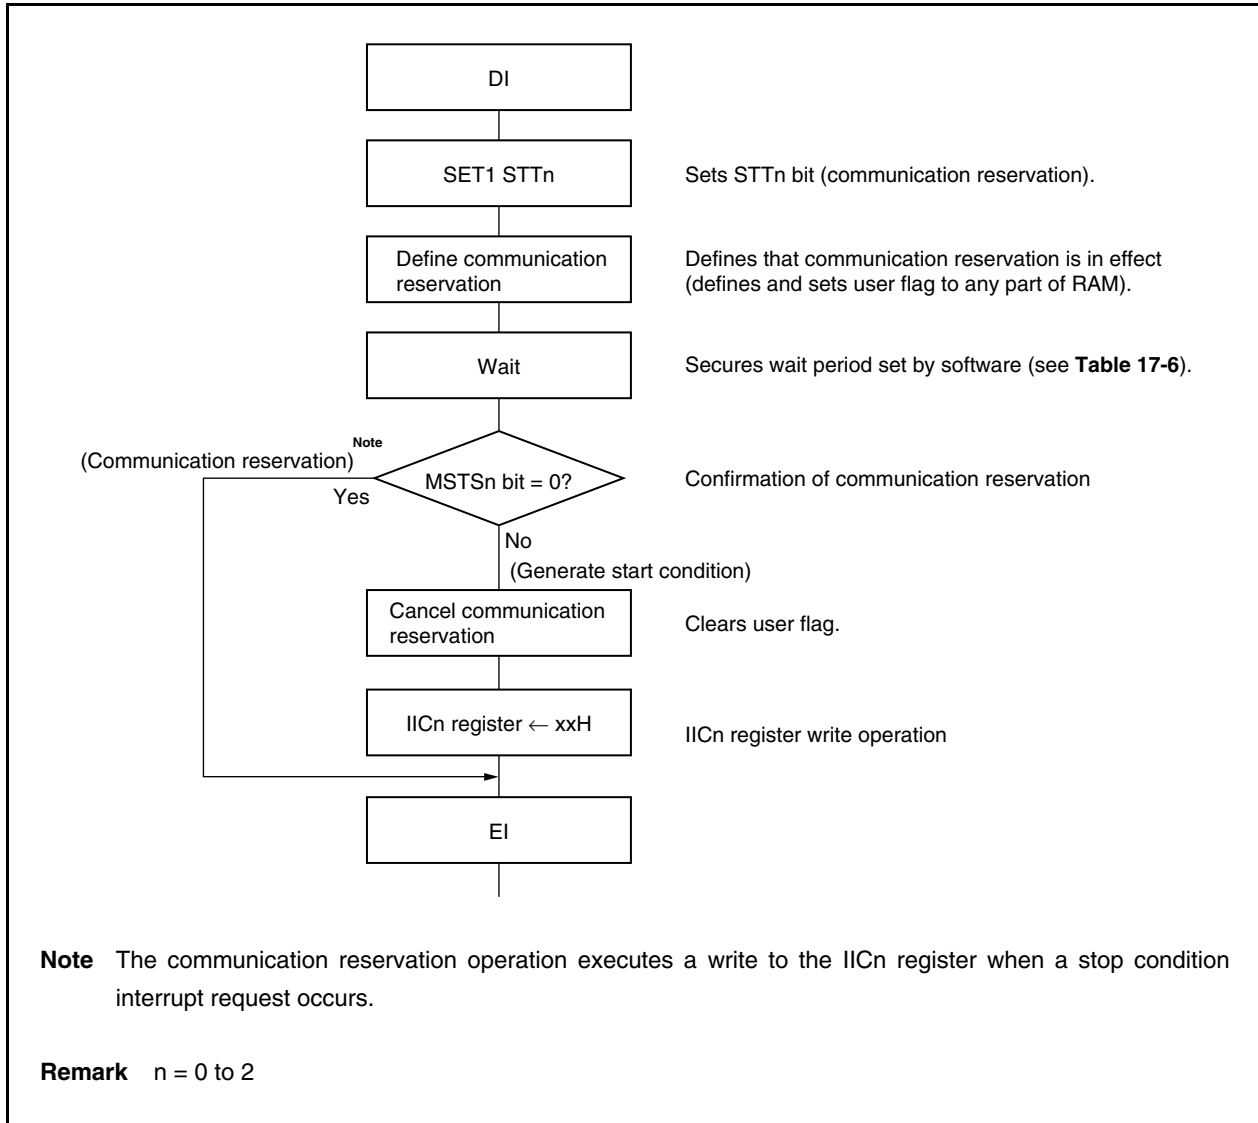 DI
SET1 STTn
Sets STTn bit (communication reservation).
Define communication
reservation
Defines that communication reservation is in effect
(defines and sets user flag to any part of RAM).
Wait
Secures wait period set by software (see Table 17-6).
(Communication reservation)Note
Yes
MSTSn bit = 0?
Confirmation of communication reservation
No
(Generate start condition)
Cancel communication
reservation
Clears user flag.
IICn register ← xxH
IICn register write operation
EI
Note The communication reservation operation executes a write to the IICn register when a stop condition
interrupt request occurs.
Remark n = 0 to 2